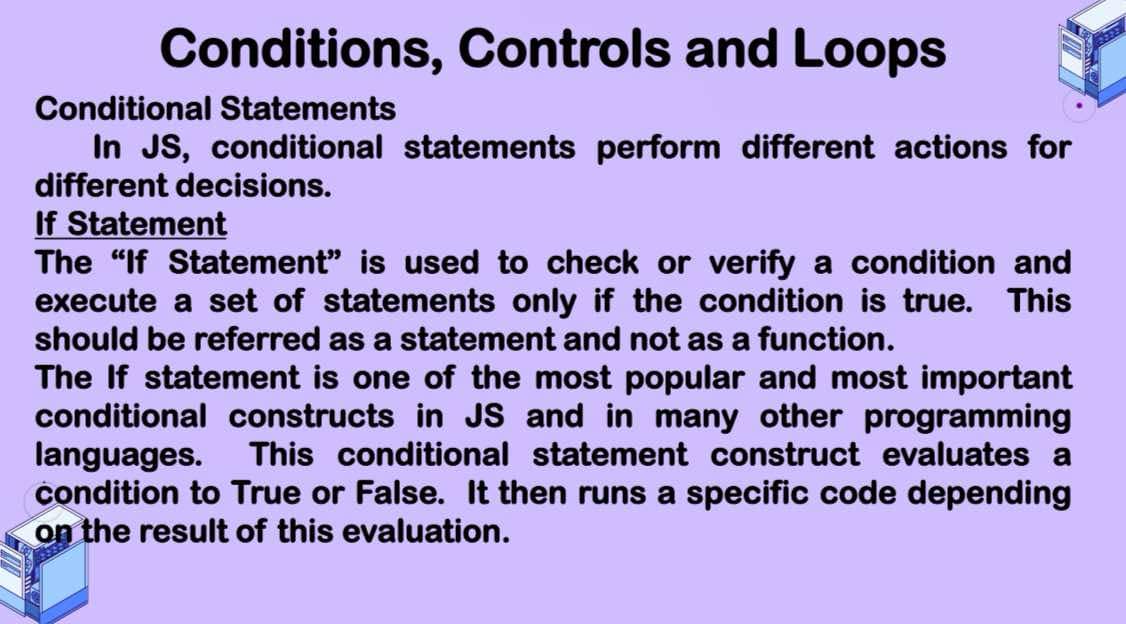 Conditions, Controls and Loops
Conditional Statements
In JS, conditional statements perform different actions for
different decisions.
If Statement
The “If Statement” is used to check or verify a condition and
execute a set of statements only if the condition is true. This
should be referred as a statement and not as a function.
The If statement is one of the most popular and most important
conditional constructs in JS and in many other programming
languages. This conditional statement construct evaluates a
condition to True or False. It then runs a specific code depending
on the result of this evaluation.